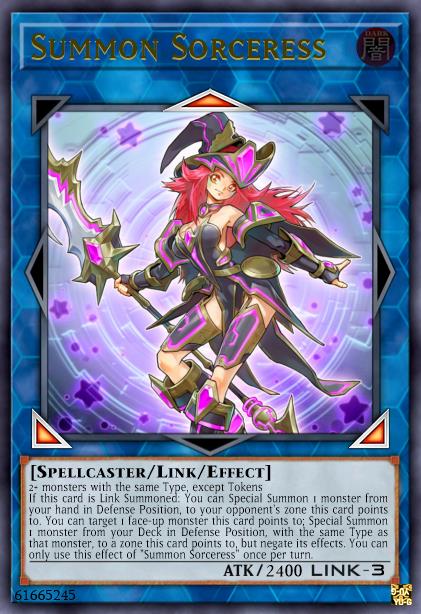 SUMMON SORCERESS
DARK
闇
[SPELLCASTER/LINK/EFFECT]
2+ monsters with the same Type, except Tokens
If this card is Link Summoned: You can Special Summon 1 monster from
your hand in Defense Position, to your opponent's zone this card points
to. You can target 1 face-up monster this card points to; Special Summon
1 monster from your Deck in Defense Position, with the same Type as
that monster, to a zone this card points to, but negate its effects. You can
only use this effect of "Summon Sorceress" once per turn.
ATK/2400 LINK-3
61665245